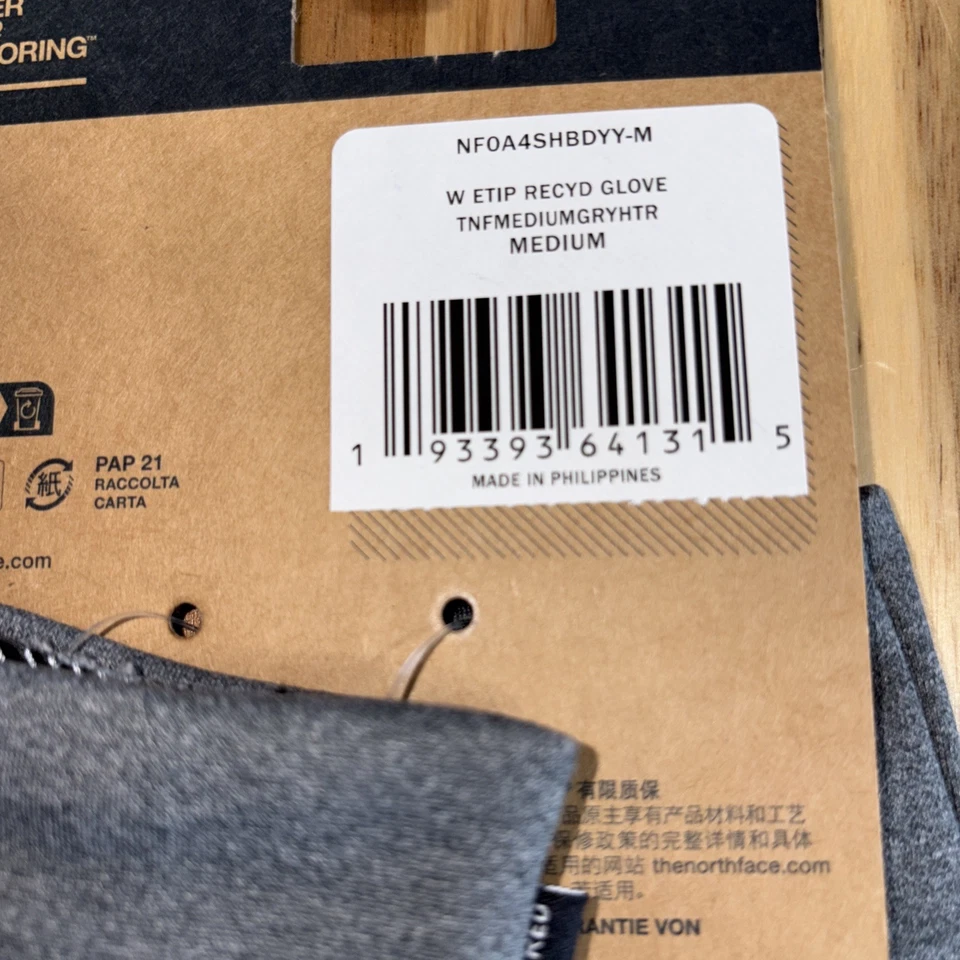 ER
ORING™
NF0A4SHBDYY-M
W ETIP RECYD GLOVE
TNFMEDIUMGRYHTR
MEDIUM
1 93393 64131 5
MADE IN PHILIPPINES
紙
PAP 21
RACCOLTA
CARTA
e.com
有限质保
品原主享有产品材料和工艺
保修政策的完整详情和具体
适用的网站 thenorthface.com
若适用。
RANTIE VON